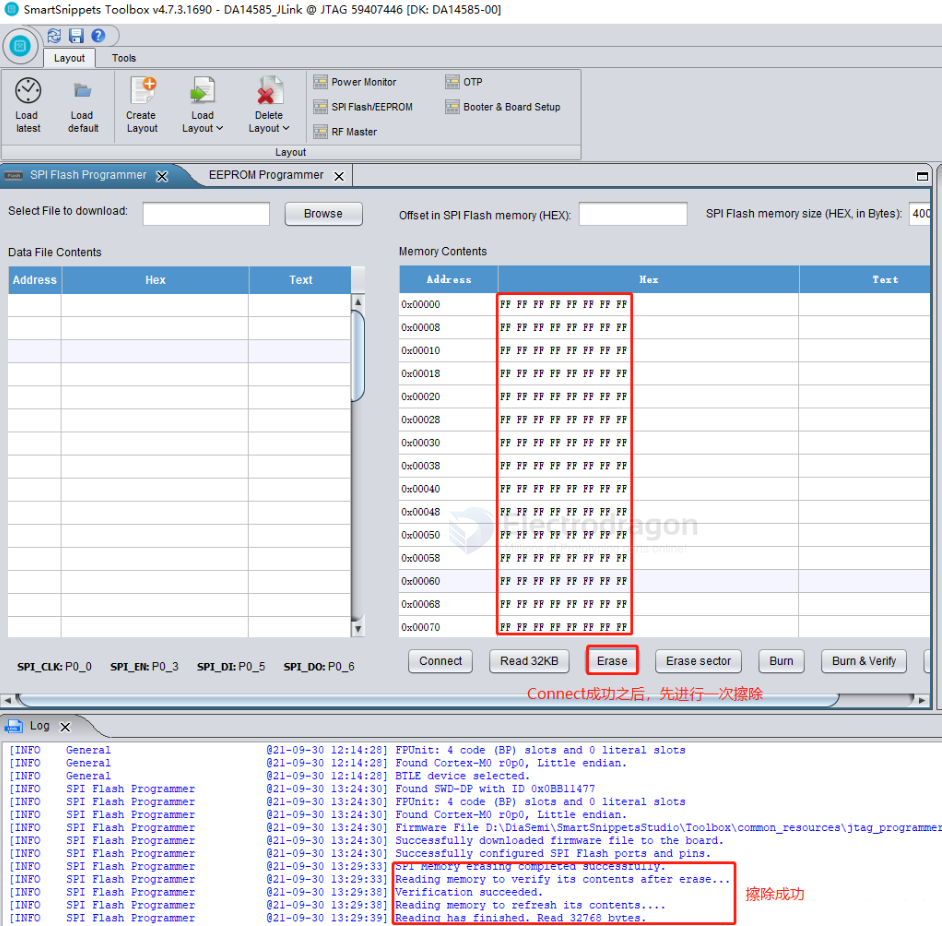 SmartSnippets Toolbox v4.7.3.1690 - DA14585_JLink @ JTAG 59407446 [DK: DA14585-00]
Layout Tools
Load latest
Load default
Create Layout
Load Layout
Delete Layout
Power Monitor
SPI Flash/EEPROM
RF Master
OTP
Booter & Board Setup
Layout
SPI Flash Programmer EEPROM Programmer
Select File to download: Browse
Offset in SPI Flash memory (HEX): SPI Flash memory size (HEX, in Bytes): 400
Data File Contents
Address Hex Text
Memory Contents
Address Hex Text
0x00000 FF FF FF FF FF FF FF FF
0x00008 FF FF FF FF FF FF FF FF
0x00010 FF FF FF FF FF FF FF FF
0x00018 FF FF FF FF FF FF FF FF
0x00020 FF FF FF FF FF FF FF FF
0x00028 FF FF FF FF FF FF FF FF
0x00030 FF FF FF FF FF FF FF FF
0x00038 FF FF FF FF FF FF FF FF
0x00040 FF FF FF FF FF FF FF FF
0x00048 FF FF FF FF FF FF FF FF
Electrodragon
0x00050 FF FF FF FF FF FF FF FF
0x00058 FF FF FF FF FF FF FF FF
0x00060 FF FF FF FF FF FF FF FF
0x00068 FF FF FF FF FF FF FF FF
0x00070 FF FF FF FF FF FF FF FF
SPI_CLK: P0_0 SPI_EN: P0_3 SPI_DI: P0_5 SPI_DO: P0_6
Connect Read 32KB Erase Erase sector Burn Burn & Verify
Connect成功之后，先进行一次擦除
Log
[INFO General @21-09-30 12:14:28] FPUnit: 4 code (BP) slots and 0 literal slots
[INFO General @21-09-30 12:14:28] Found Cortex-M0 r0p0, Little endian.
[INFO General @21-09-30 12:14:28] BTLE device selected.
[INFO SPI Flash Programmer @21-09-30 13:24:30] Found SWD-DP with ID 0x0BB11477
[INFO SPI Flash Programmer @21-09-30 13:24:30] FPUnit: 4 code (BP) slots and 0 literal slots
[INFO SPI Flash Programmer @21-09-30 13:24:30] Found Cortex-M0 r0p0, Little endian.
[INFO SPI Flash Programmer @21-09-30 13:24:30] Firmware File D:\DiaSemi\SmartSnippetsStudio\Toolbox\common_resources\jtag_programmer
[INFO SPI Flash Programmer @21-09-30 13:24:30] Successfully downloaded firmware file to the board.
[INFO SPI Flash Programmer @21-09-30 13:24:30] Successfully configured SPI Flash ports and pins.
[INFO SPI Flash Programmer @21-09-30 13:29:33] SPI Memory erasing completed successfully.
[INFO SPI Flash Programmer @21-09-30 13:29:33] Reading memory to verify its contents after erase...
[INFO SPI Flash Programmer @21-09-30 13:29:38] Verification succeeded.
[INFO SPI Flash Programmer @21-09-30 13:29:38] Reading memory to refresh its contents....
[INFO SPI Flash Programmer @21-09-30 13:29:39] Reading has finished. Read 32768 bytes.
擦除成功